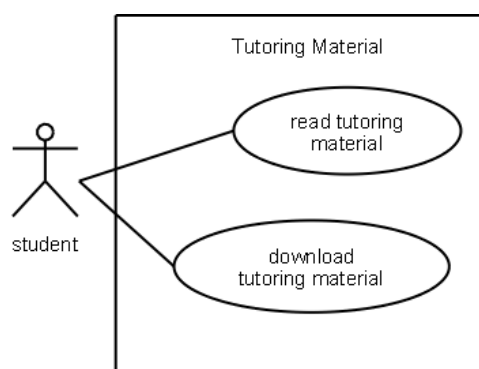 Tutoring Material
read tutoring
material
student
download
tutoring material